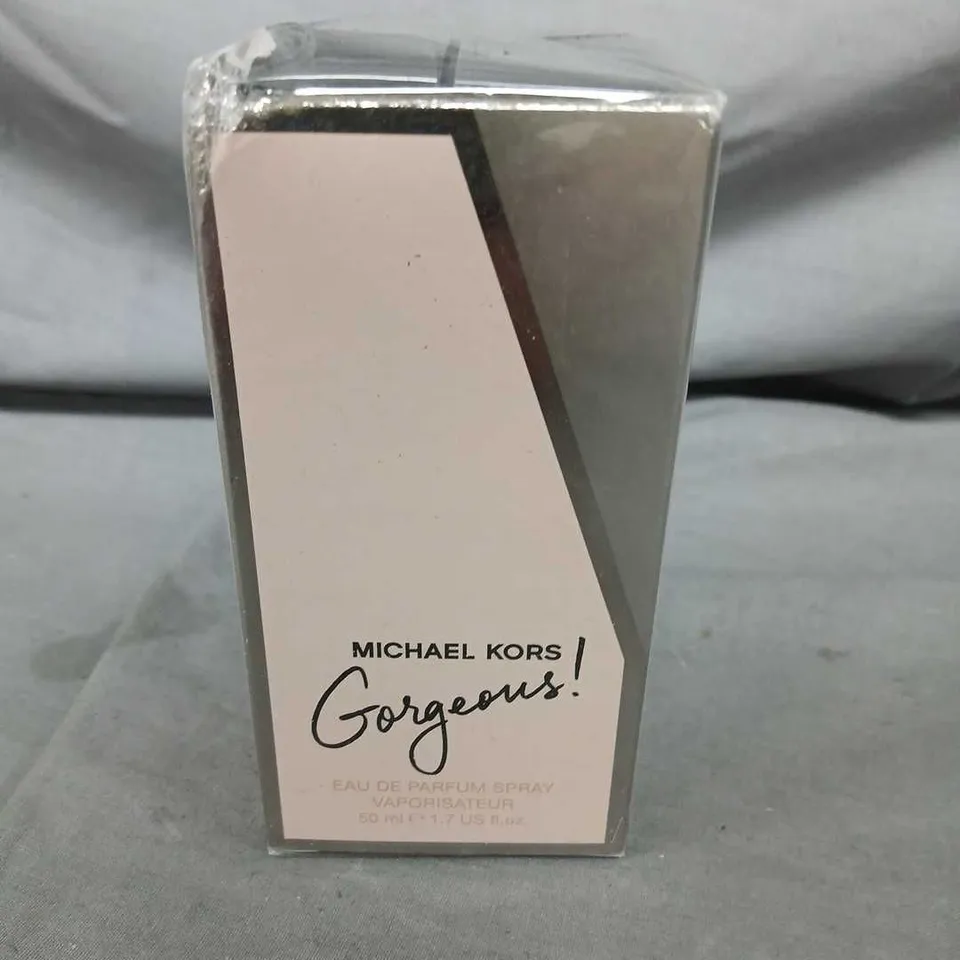 MICHAEL KORS
Gorgeous!
EAU DE PARFUM SPRAY
VAPORISATEUR
50 ml ℮ 1.7 US fl.oz.